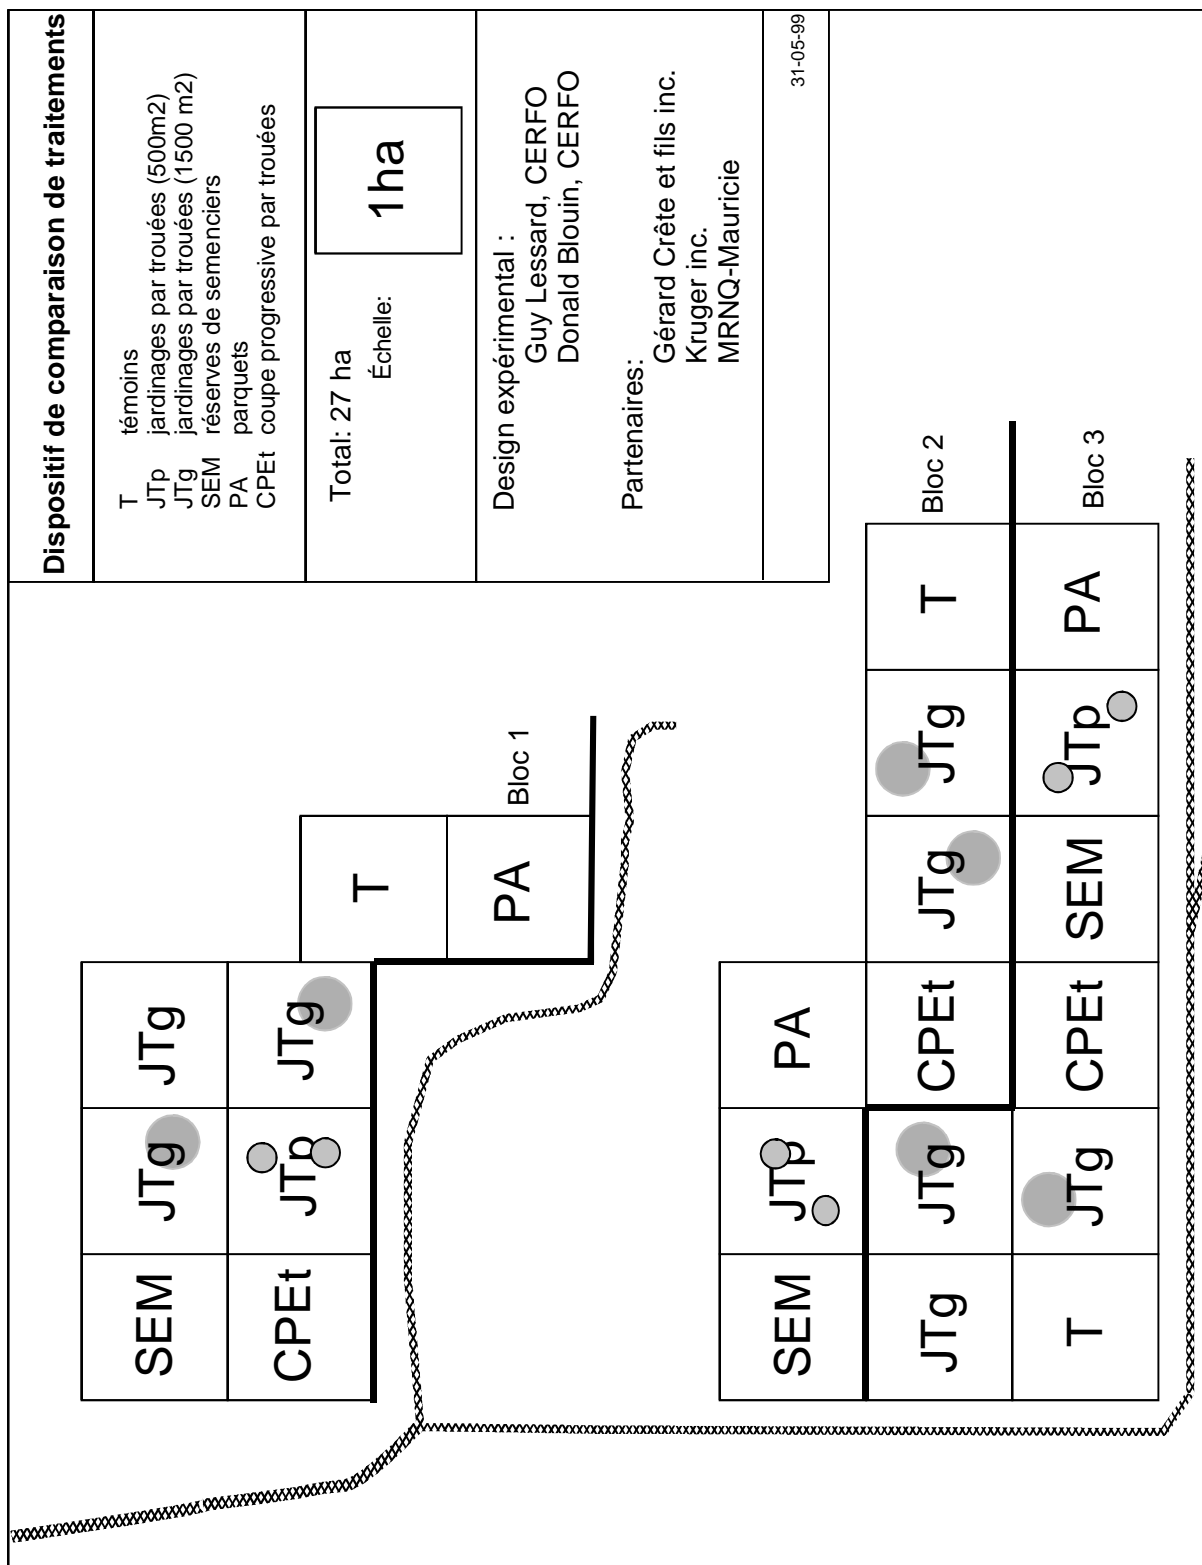 Dispositif de comparaison de traitements
T témoins
JTp jardinages par trouées (500m2)
JTg jardinages par trouées (1500 m2)
SEM réserves de semenciers
PA parquets
CPEt coupe progressive par trouées
Total: 27 ha
Échelle:
1ha
Design expérimental :
Guy Lessard, CERFO
Donald Blouin, CERFO
Partenaires:
Gérard Crête et fils inc.
Kruger inc.
MRNQ-Mauricie
31-05-99
SEM JTg JTg
CPEt JTp JTg
T
PA Bloc 1
SEM JTp PA
JTg JTg CPEt JTg JTg T Bloc 2
T JTg CPEt SEM JTp PA Bloc 3